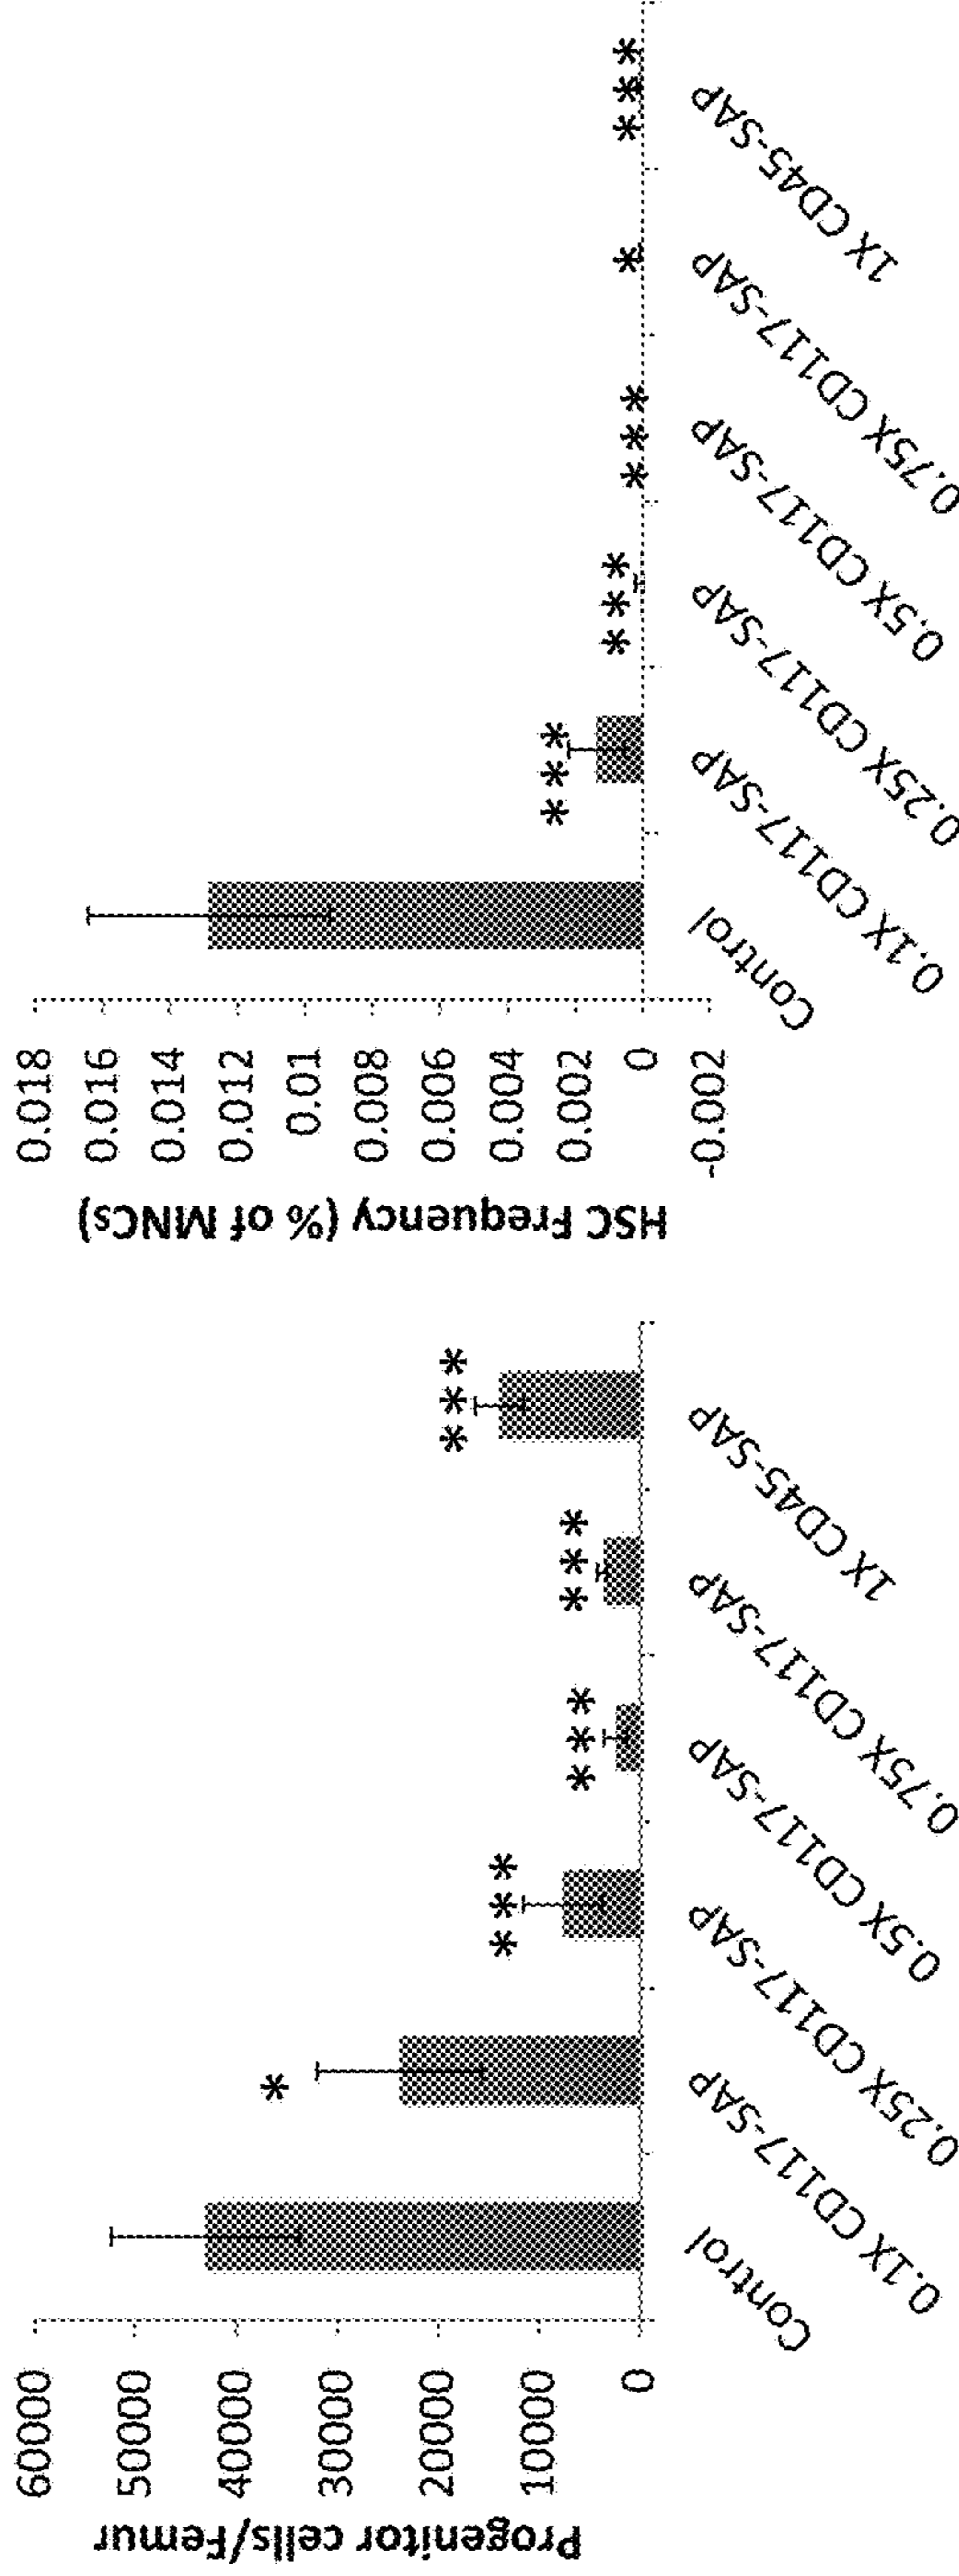 Progenitor cells/Femur
60000
50000
40000
30000
20000
10000
0
*
***
***
***
***
Control
0.1X CD117-SAP
0.25X CD117-SAP
0.5X CD117-SAP
0.75X CD117-SAP
1X CD45-SAP
HSC Frequency (% of MNCs)
0.018
0.016
0.014
0.012
0.01
0.008
0.006
0.004
0.002
0
-0.002
***
***
***
*
***
Control
0.1X CD117-SAP
0.25X CD117-SAP
0.5X CD117-SAP
0.75X CD117-SAP
1X CD45-SAP